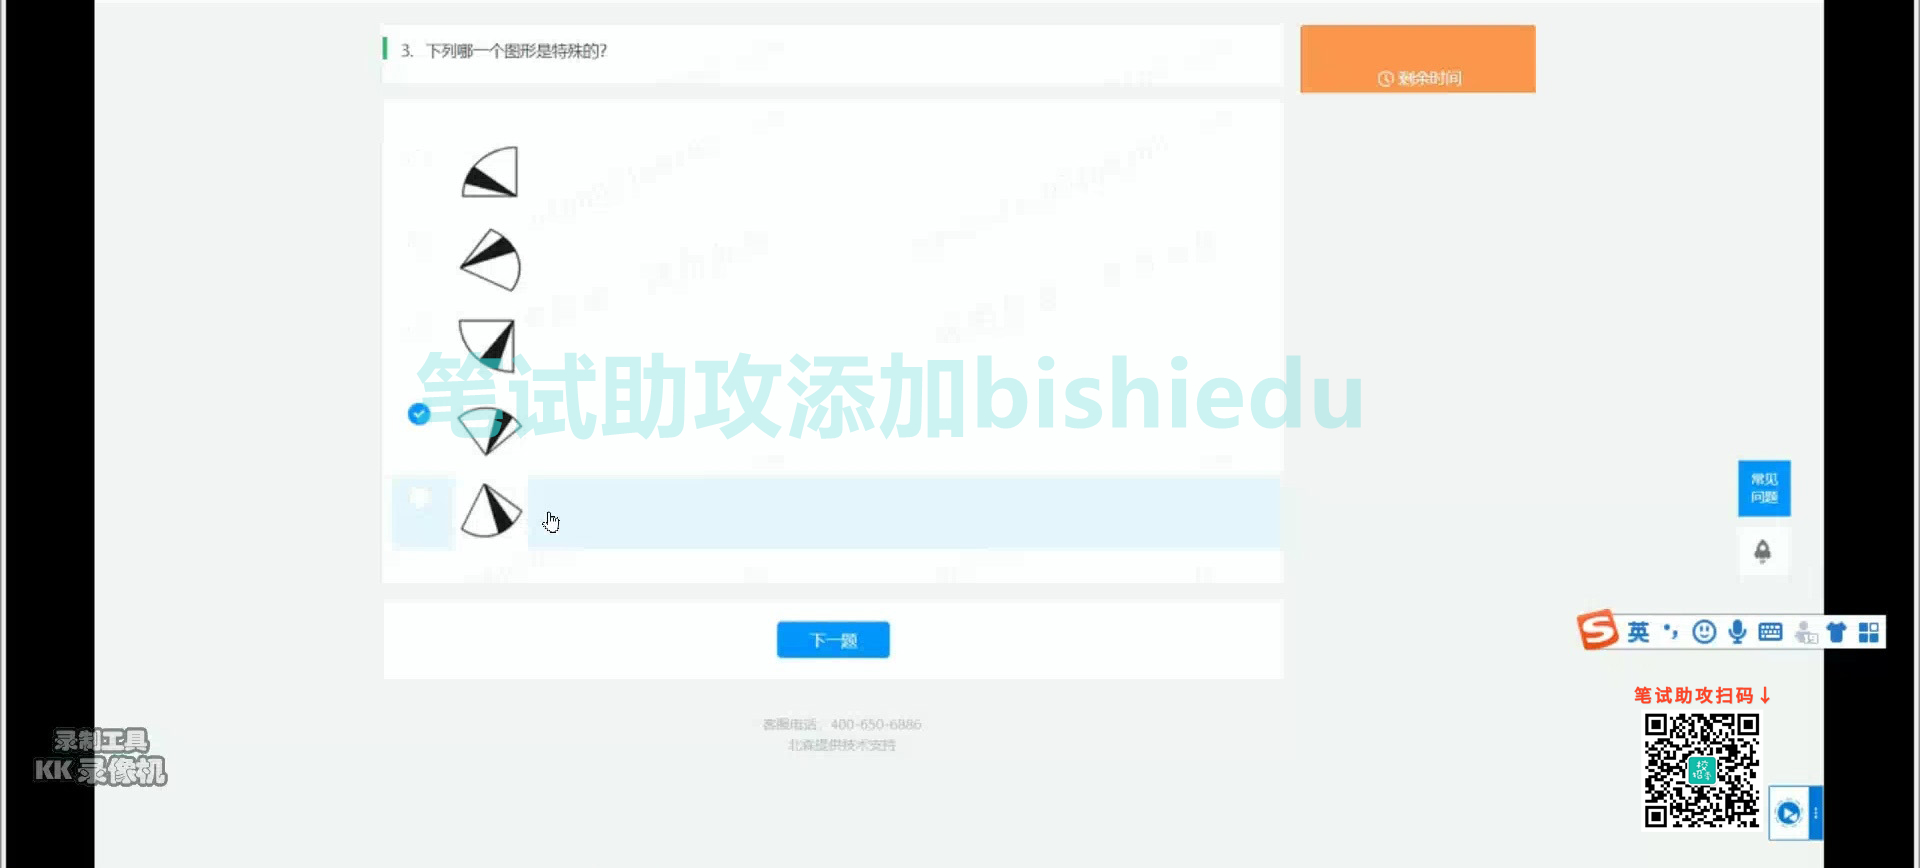 3. 下列哪一个图形是特殊的?
剩余时间
笔试助攻添加bishiedu
常见
问题
下一题
英
笔试助攻扫码↓
客服电话：400-650-6886
北森提供技术支持
录制工具
KK 录像机